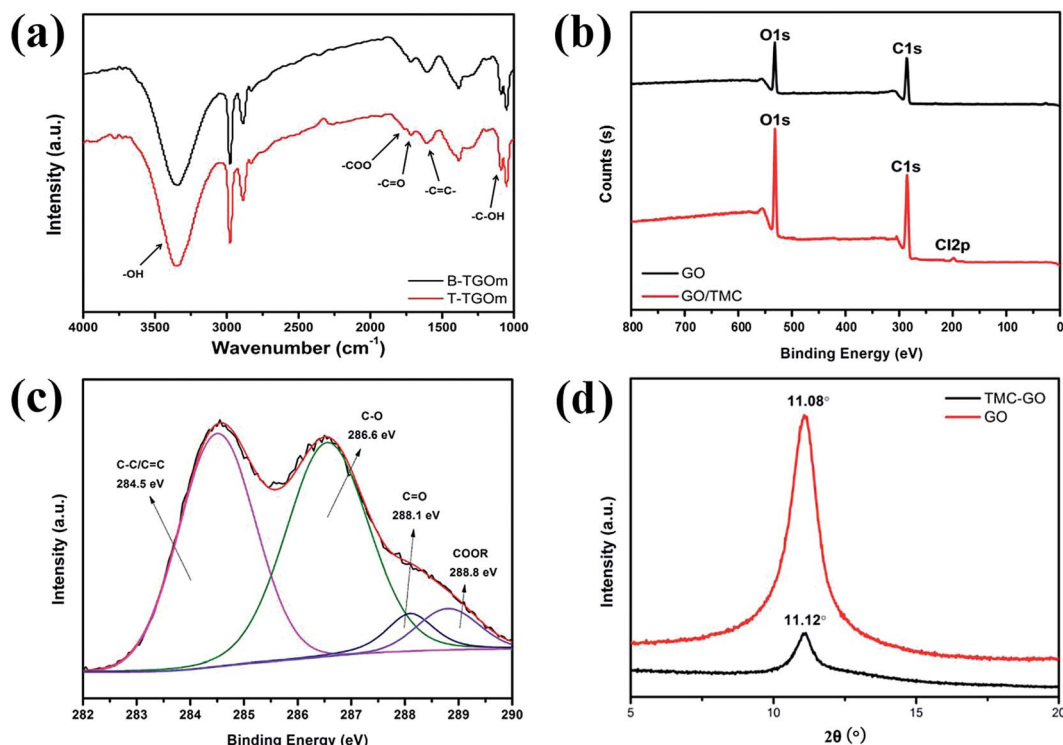 (a)
Intensity (a.u.)
-COO
-C=O
-C=C-
-C-OH
-OH
B-TGOm
T-TGOm
4000 3500 3000 2500 2000 1500 1000
Wavenumber (cm⁻¹)
(b)
Counts (s)
O1s
C1s
O1s
C1s
Cl2p
GO
GO/TMC
800 700 600 500 400 300 200 100 0
Binding Energy (eV)
(c)
Intensity (a.u.)
C-C/C=C
284.5 eV
C-O
286.6 eV
C=O
288.1 eV
COOR
288.8 eV
282 283 284 285 286 287 288 289 290
Binding Energy (eV)
(d)
Intensity (a.u.)
11.08°
11.12°
TMC-GO
GO
5 10 15 20
2θ (°)